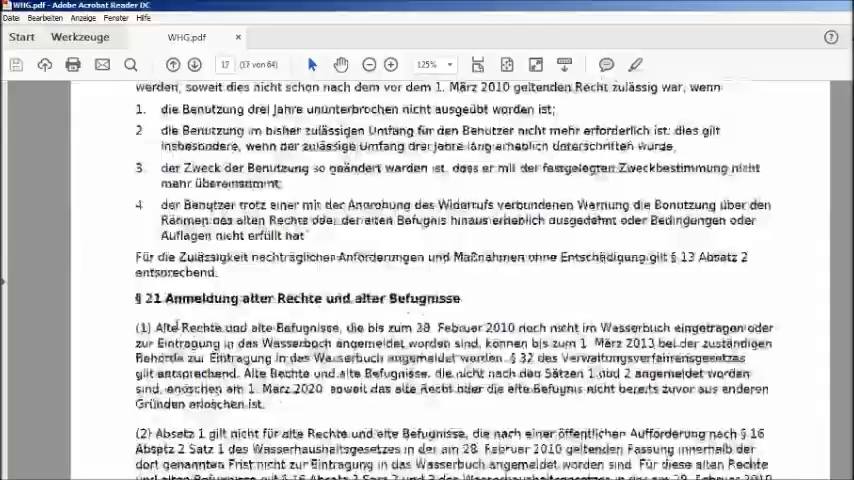 WHG.pdf - Adobe Acrobat Reader DC
Datei Bearbeiten Anzeige Fenster Hilfe
Start Werkzeuge WHG.pdf ×
17 (17 von 64) 125%
werden, soweit dies nicht schon nach dem vor dem 1. März 2010 geltenden Recht zulässig war, wenn
1. die Benutzung drei Jahre ununterbrochen nicht ausgeübt worden ist;
2 die Benutzung im bisher zulässigen Umfang für den Benutzer nicht mehr erforderlich ist; dies gilt
insbesondere, wenn der zulässige Umfang drei Jahre lang erheblich unterschritten wurde,
3 der Zweck der Benutzung so geändert worden ist, dass er mit der festgelegten Zweckbestimmung nicht
mehr übereinstimmt;
4 der Benutzer trotz einer mit der Androhung des Widerrufs verbundenen Warnung die Benutzung über den
Rahmen des alten Rechts oder der alten Befugnis hinaus erheblich ausgedehnt oder Bedingungen oder
Auflagen nicht erfüllt hat
Für die Zulässigkeit nachträglicher Anforderungen und Maßnahmen ohne Entschädigung gilt § 13 Absatz 2
entsprechend.
§ 21 Anmeldung alter Rechte und alter Befugnisse
(1) Alte Rechte und alte Befugnisse, die bis zum 28. Februar 2010 noch nicht im Wasserbuch eingetragen oder
zur Eintragung in das Wasserbuch angemeldet worden sind, können bis zum 1. März 2013 bei der zuständigen
Behörde zur Eintragung in das Wasserbuch angemeldet werden. § 32 des Verwaltungsverfahrensgesetzes
gilt entsprechend. Alte Rechte und alte Befugnisse, die nicht nach den Sätzen 1 und 2 angemeldet worden
sind, erlöschen am 1. März 2020 soweit das alte Recht oder die alte Befugnis nicht bereits zuvor aus anderen
Gründen erloschen ist.
(2) Absatz 1 gilt nicht für alte Rechte und alte Befugnisse, die nach einer öffentlichen Aufforderung nach § 16
Absatz 2 Satz 1 des Wasserhaushaltsgesetzes in der am 28. Februar 2010 geltenden Fassung innerhalb der
dort genannten Frist nicht zur Eintragung in das Wasserbuch angemeldet worden sind. Für diese alten Rechte